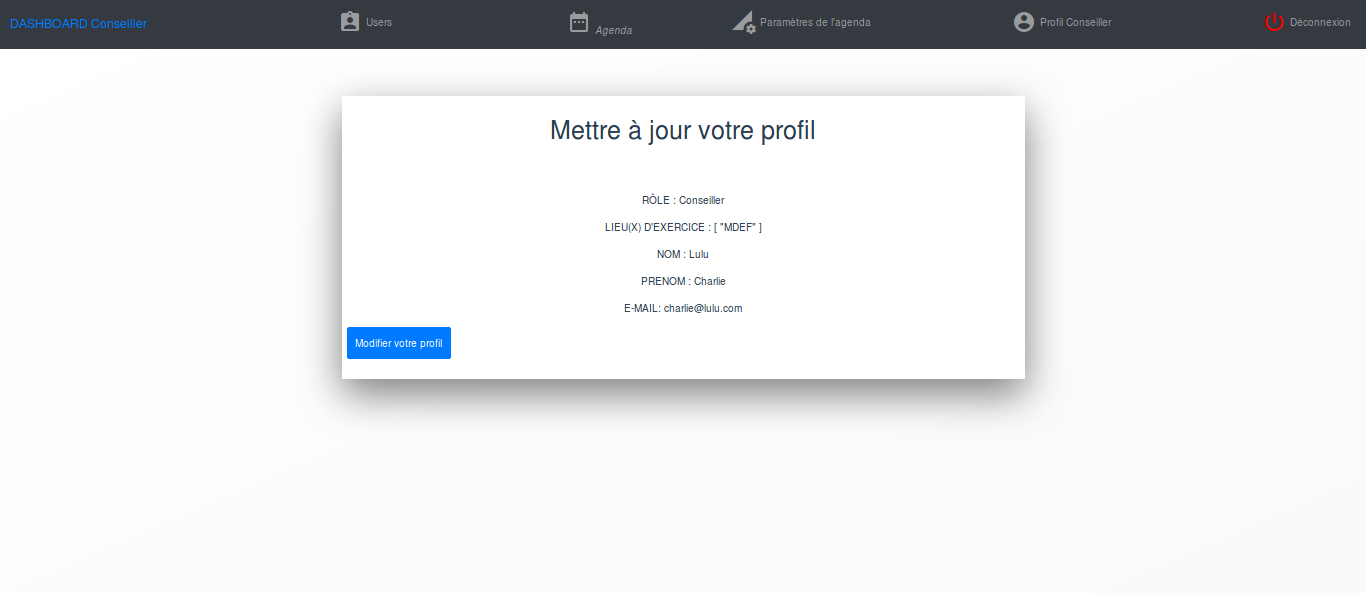 DASHBOARD Conseiller
Users
Agenda
Paramètres de l'agenda
Profil Conseiller
Déconnexion
Mettre à jour votre profil
RÔLE : Conseiller
LIEU(X) D'EXERCICE : [ "MDEF" ]
NOM : Lulu
PRENOM : Charlie
E-MAIL: charlie@lulu.com
Modifier votre profil